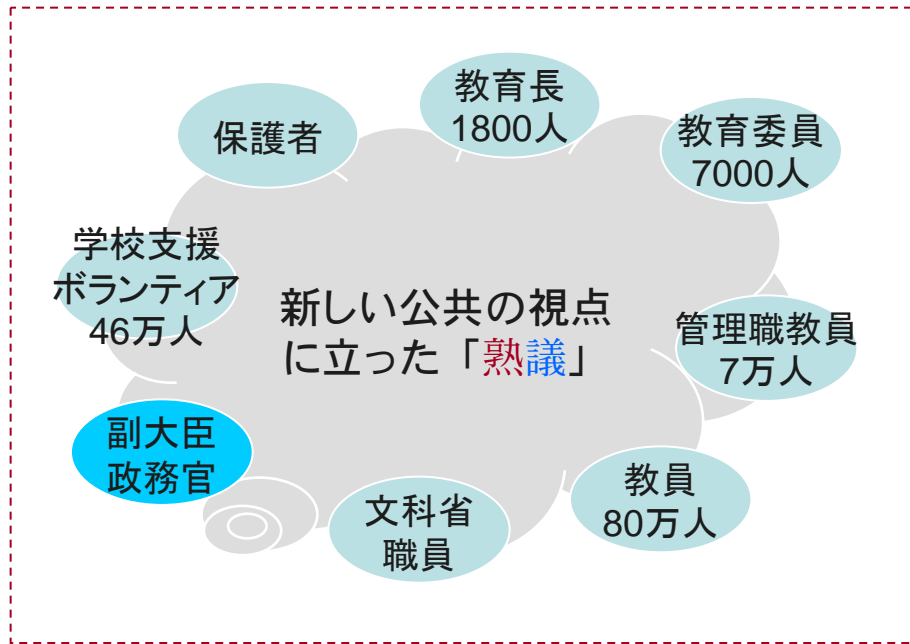 教育長
1800人
保護者
教育委員
7000人
学校支援
ボランティア
46万人
新しい公共の視点
に立った「熟議」
管理職教員
7万人
副大臣
政務官
教員
80万人
文科省
職員